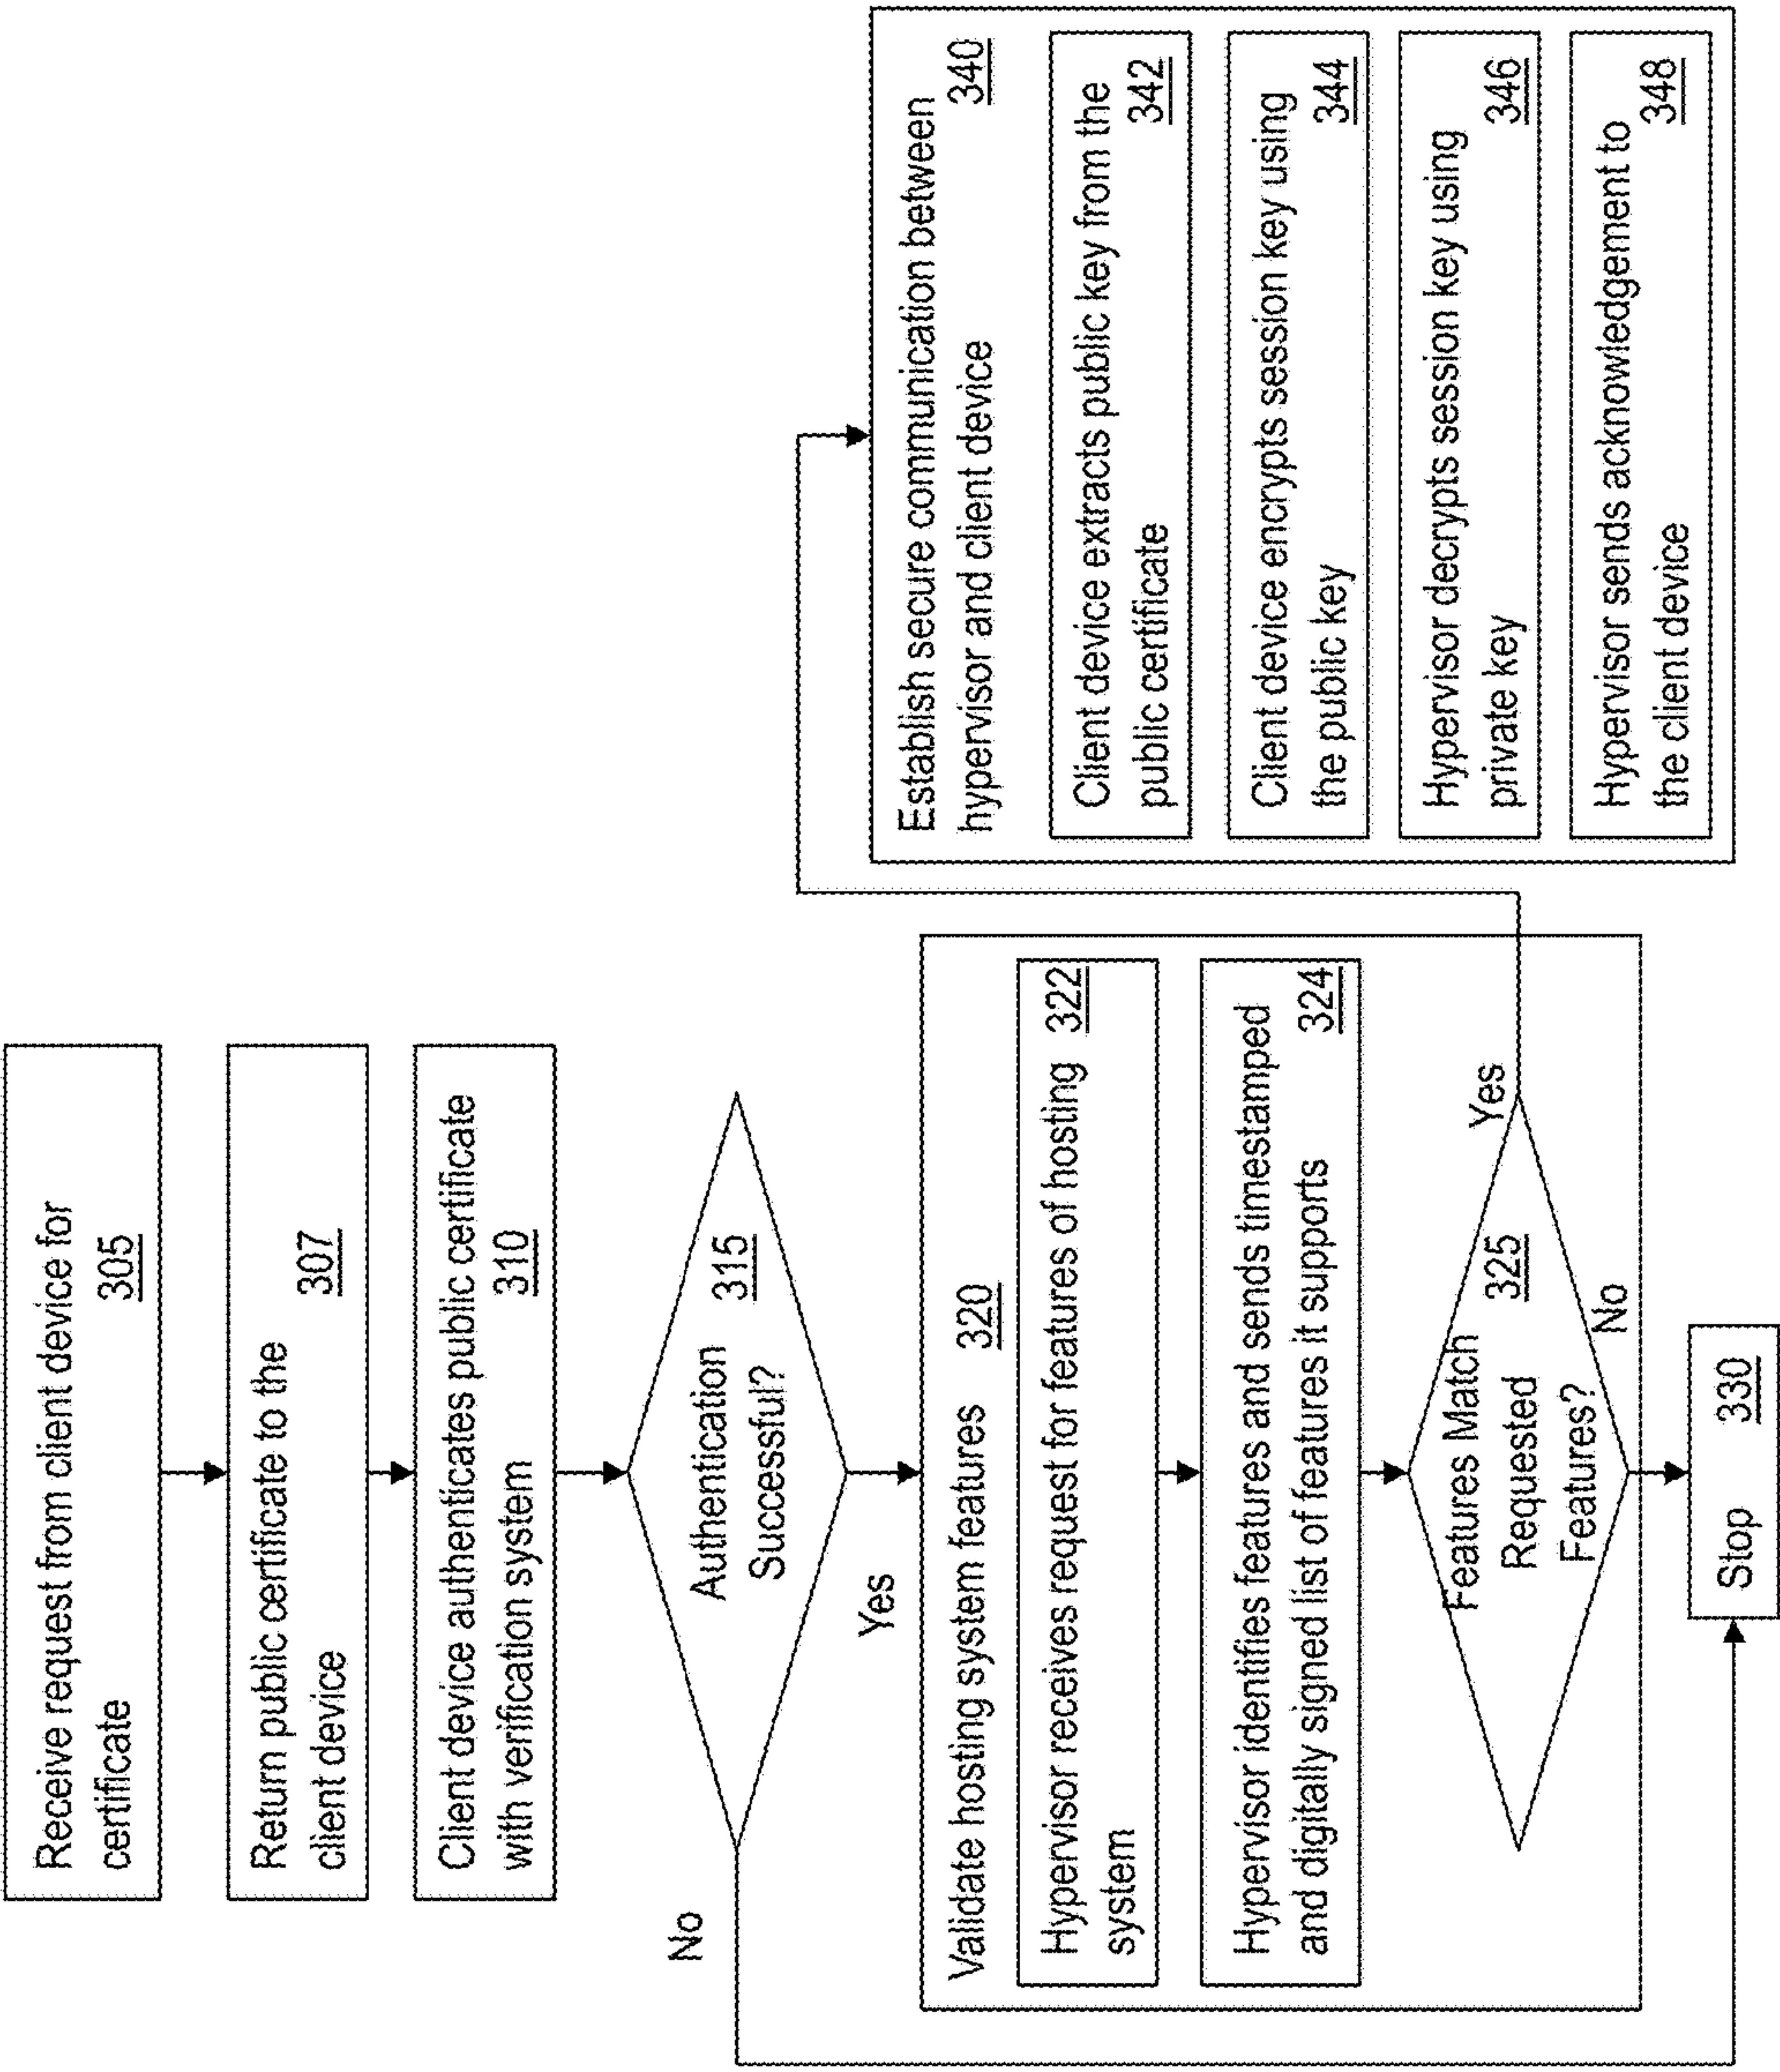 Receive request from client device for
certificate 305
Return public certificate to the
client device 307
Client device authenticates public certificate
with verification system 310
Authentication
Successful? 315
No
Yes
Validate hosting system features 320
Hypervisor receives request for features of hosting
system 322
Hypervisor identifies features and sends timestamped
and digitally signed list of features it supports 324
Features Match
Requested 325
Features?
Yes
No
Stop 330
Establish secure communication between
hypervisor and client device 340
Client device extracts public key from the
public certificate 342
Client device encrypts session key using
the public key 344
Hypervisor decrypts session key using
private key 346
Hypervisor sends acknowledgement to
the client device 348